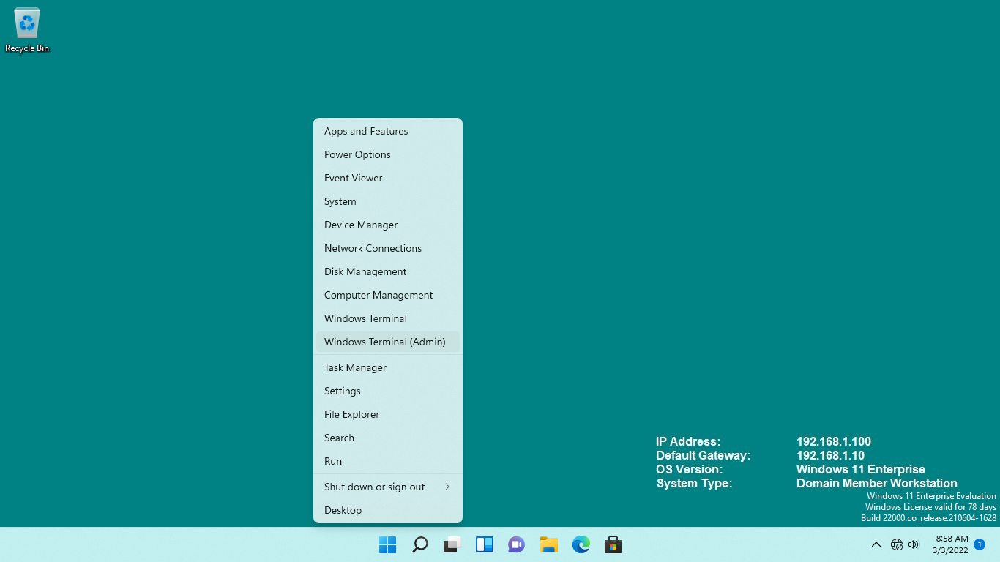 Recycle Bin
Apps and Features
Power Options
Event Viewer
System
Device Manager
Network Connections
Disk Management
Computer Management
Windows Terminal
Windows Terminal (Admin)
Task Manager
Settings
File Explorer
Search
Run
Shut down or sign out
Desktop
IP Address: 192.168.1.100
Default Gateway: 192.168.1.10
OS Version: Windows 11 Enterprise
System Type: Domain Member Workstation
Windows 11 Enterprise Evaluation
Windows License valid for 78 days
Build 22000.co_release.210604-1628
8:58 AM
3/3/2022
1